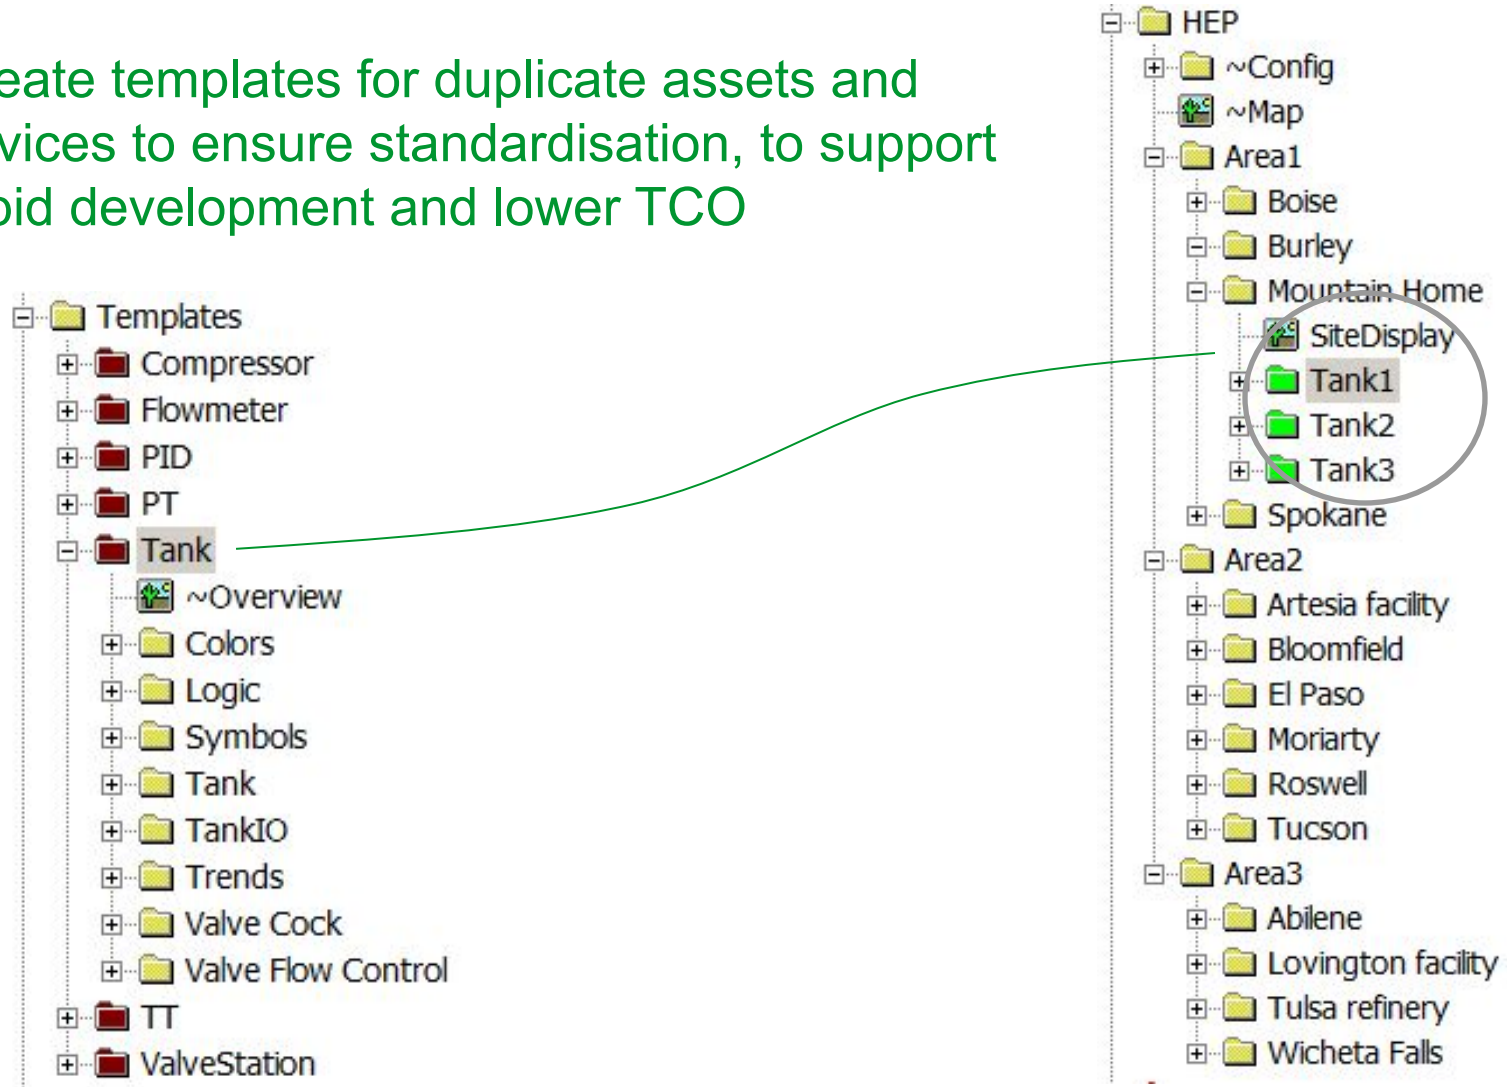 eate templates for duplicate assets and
vices to ensure standardisation, to support
pid development and lower TCO
Templates
Compressor
Flowmeter
PID
PT
Tank
~Overview
Colors
Logic
Symbols
Tank
TankIO
Trends
Valve Cock
Valve Flow Control
TT
ValveStation
HEP
~Config
~Map
Area1
Boise
Burley
Mountain Home
SiteDisplay
Tank1
Tank2
Tank3
Spokane
Area2
Artesia facility
Bloomfield
El Paso
Moriarty
Roswell
Tucson
Area3
Abilene
Lovington facility
Tulsa refinery
Wicheta Falls